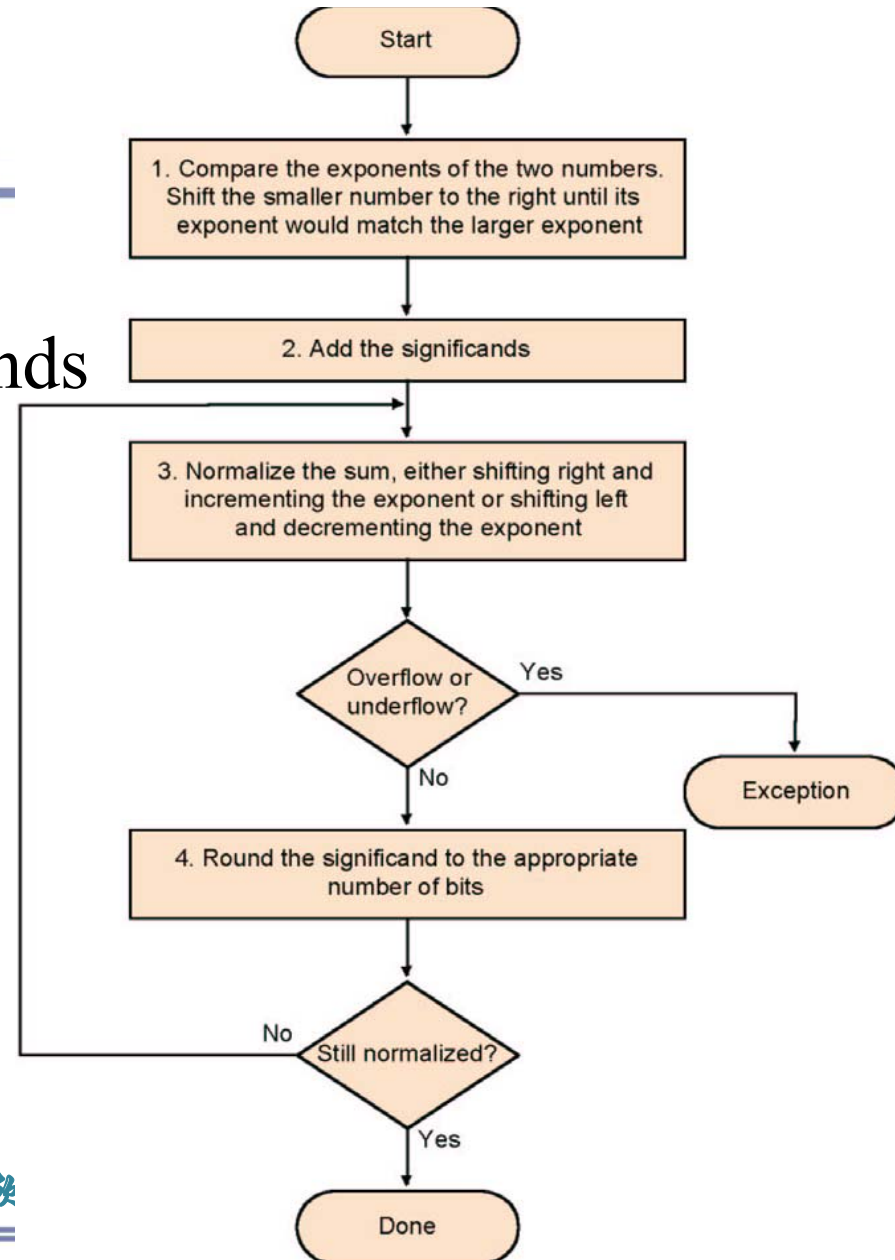 Start
1. Compare the exponents of the two numbers.
Shift the smaller number to the right until its
exponent would match the larger exponent
nds
2. Add the significands
3. Normalize the sum, either shifting right and
incrementing the exponent or shifting left
and decrementing the exponent
Overflow or
underflow?
Yes
No
Exception
4. Round the significand to the appropriate
number of bits
No
Still normalized?
Yes
Done